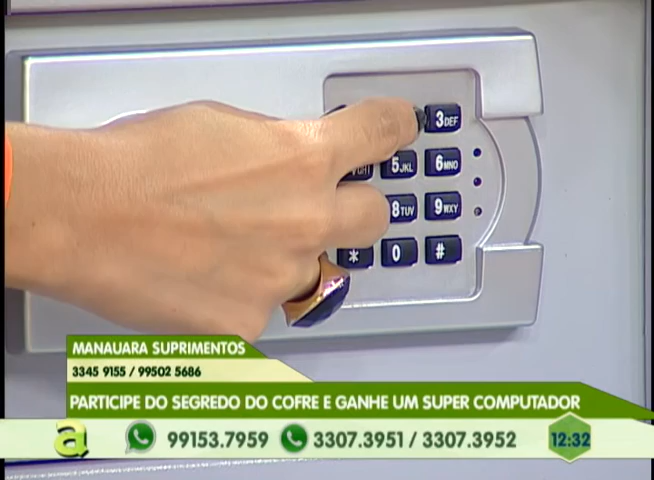 3DEF
5JKL
6MNO
8TUV
9WXY
* 0 #
MANAUARA SUPRIMENTOS
3345 9155 / 99502 5686
PARTICIPE DO SEGREDO DO COFRE E GANHE UM SUPER COMPUTADOR
a 99153.7959 3307.3951 / 3307.3952 12:32